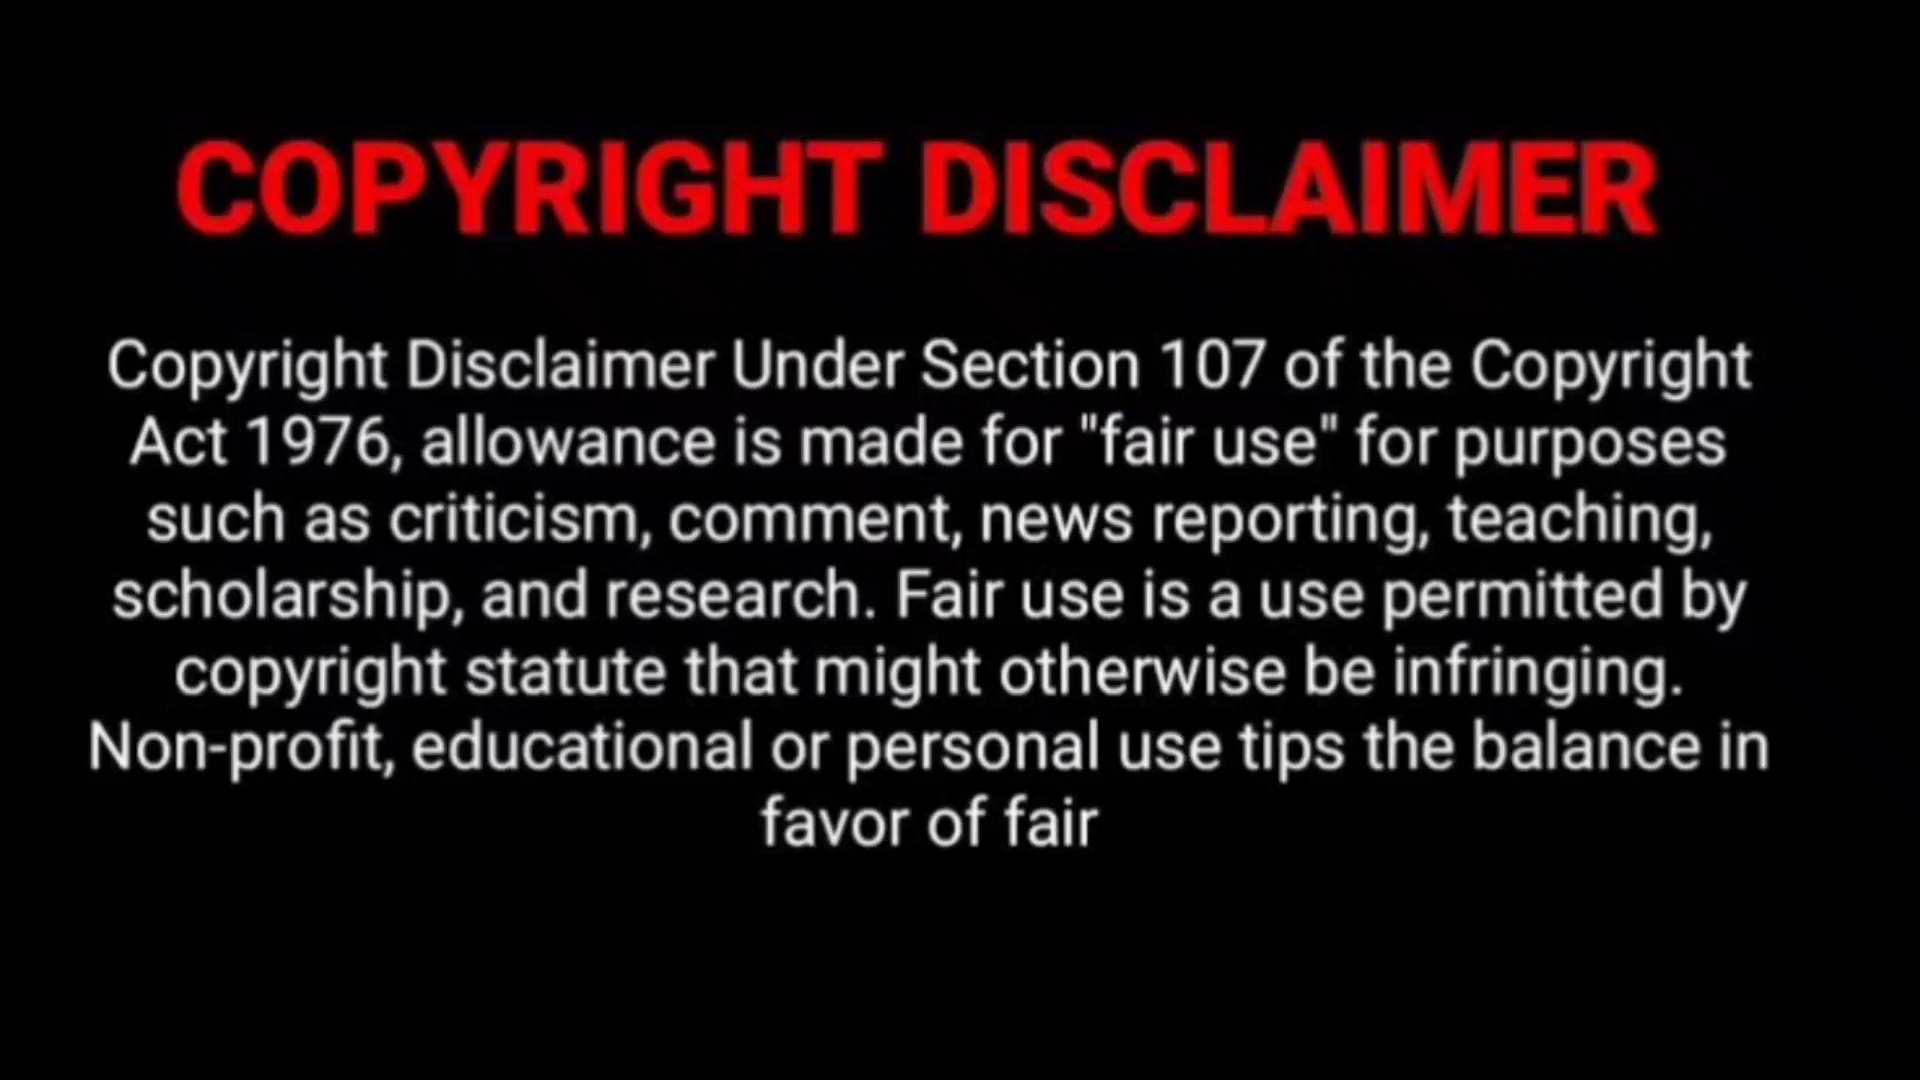 COPYRIGHT DISCLAIMER
Copyright Disclaimer Under Section 107 of the Copyright
Act 1976, allowance is made for "fair use" for purposes
such as criticism, comment, news reporting, teaching,
scholarship, and research. Fair use is a use permitted by
copyright statute that might otherwise be infringing.
Non-profit, educational or personal use tips the balance in
favor of fair